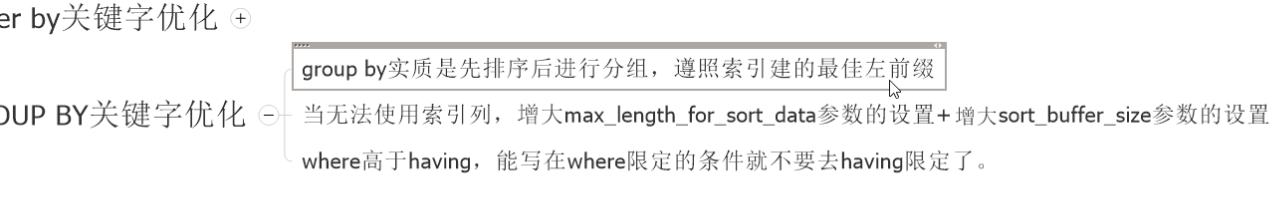 er by关键字优化
group by实质是先排序后进行分组，遵照索引建的最佳左前缀
OUP BY关键字优化
当无法使用索引列，增大max_length_for_sort_data参数的设置+增大sort_buffer_size参数的设置
where高于having，能写在where限定的条件就不要去having限定了。